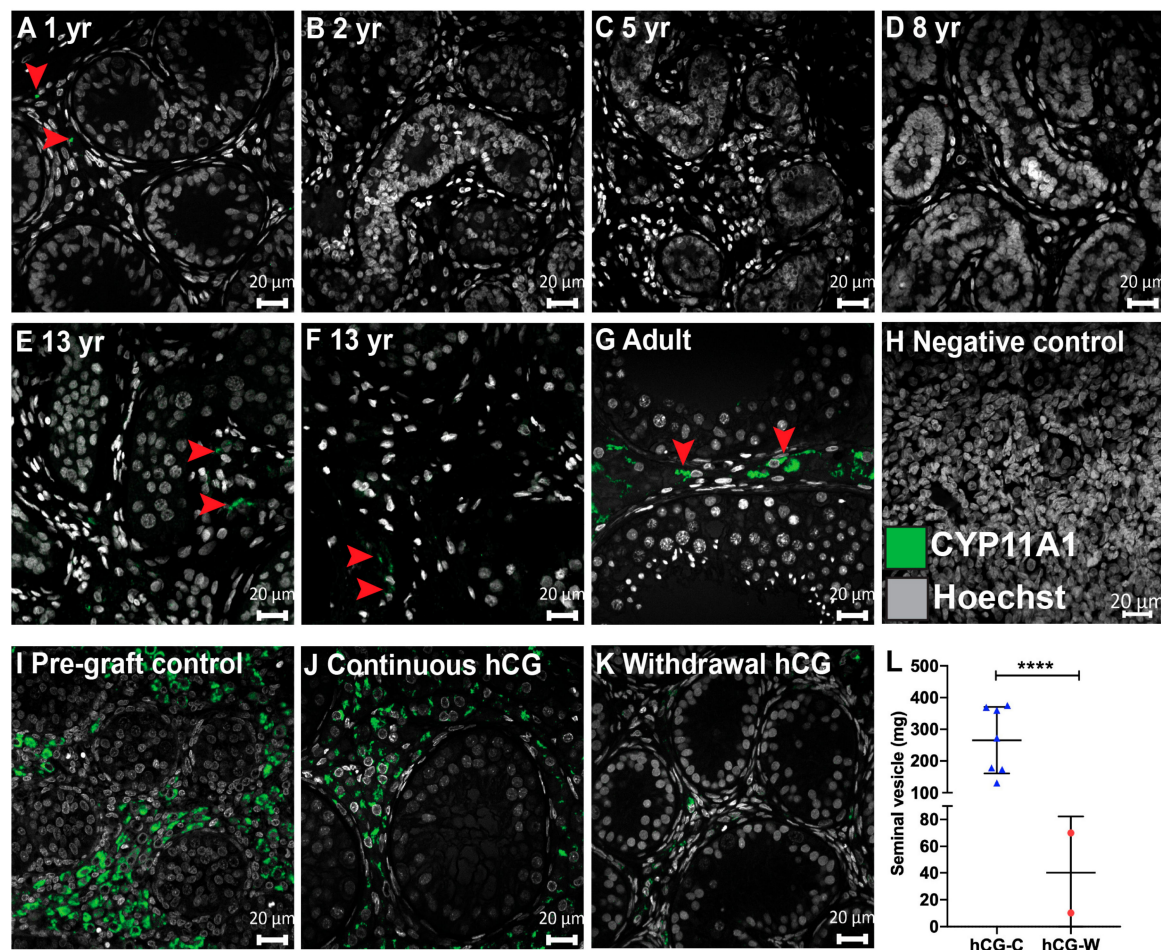 A 1 yr
B 2 yr
C 5 yr
D 8 yr
20 µm
20 µm
20 µm
20 µm
E 13 yr
F 13 yr
G Adult
H Negative control
CYP11A1
Hoechst
20 µm
20 µm
20 µm
20 µm
I Pre-graft control
J Continuous hCG
K Withdrawal hCG
20 µm
20 µm
20 µm
L
****
Seminal vesicle (mg)
500
400
300
200
100
80
60
40
20
0
hCG-C hCG-W